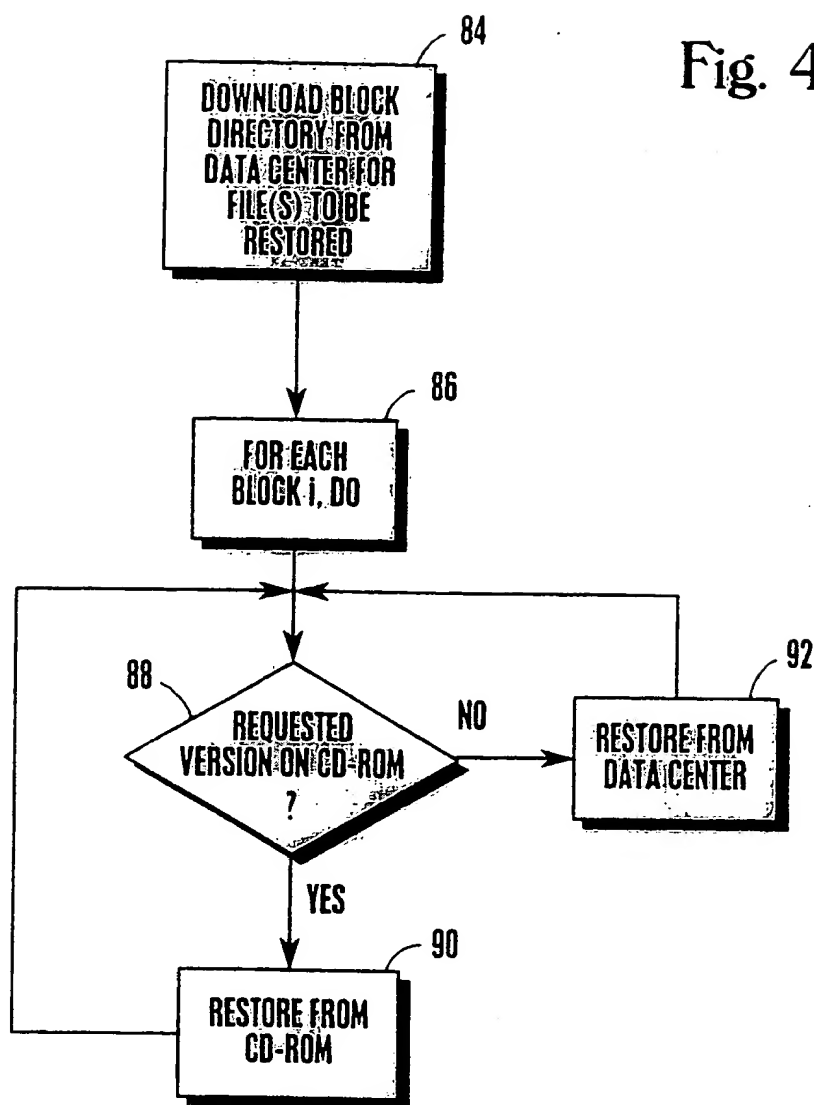 Fig. 4
84
DOWNLOAD BLOCK
DIRECTORY FROM
DATA CENTER FOR
FILE(S) TO BE
RESTORED
86
FOR EACH
BLOCK i, DO
88
REQUESTED
VERSION ON CD-ROM
?
NO
92
RESTORE FROM
DATA CENTER
YES
90
RESTORE FROM
CD-ROM